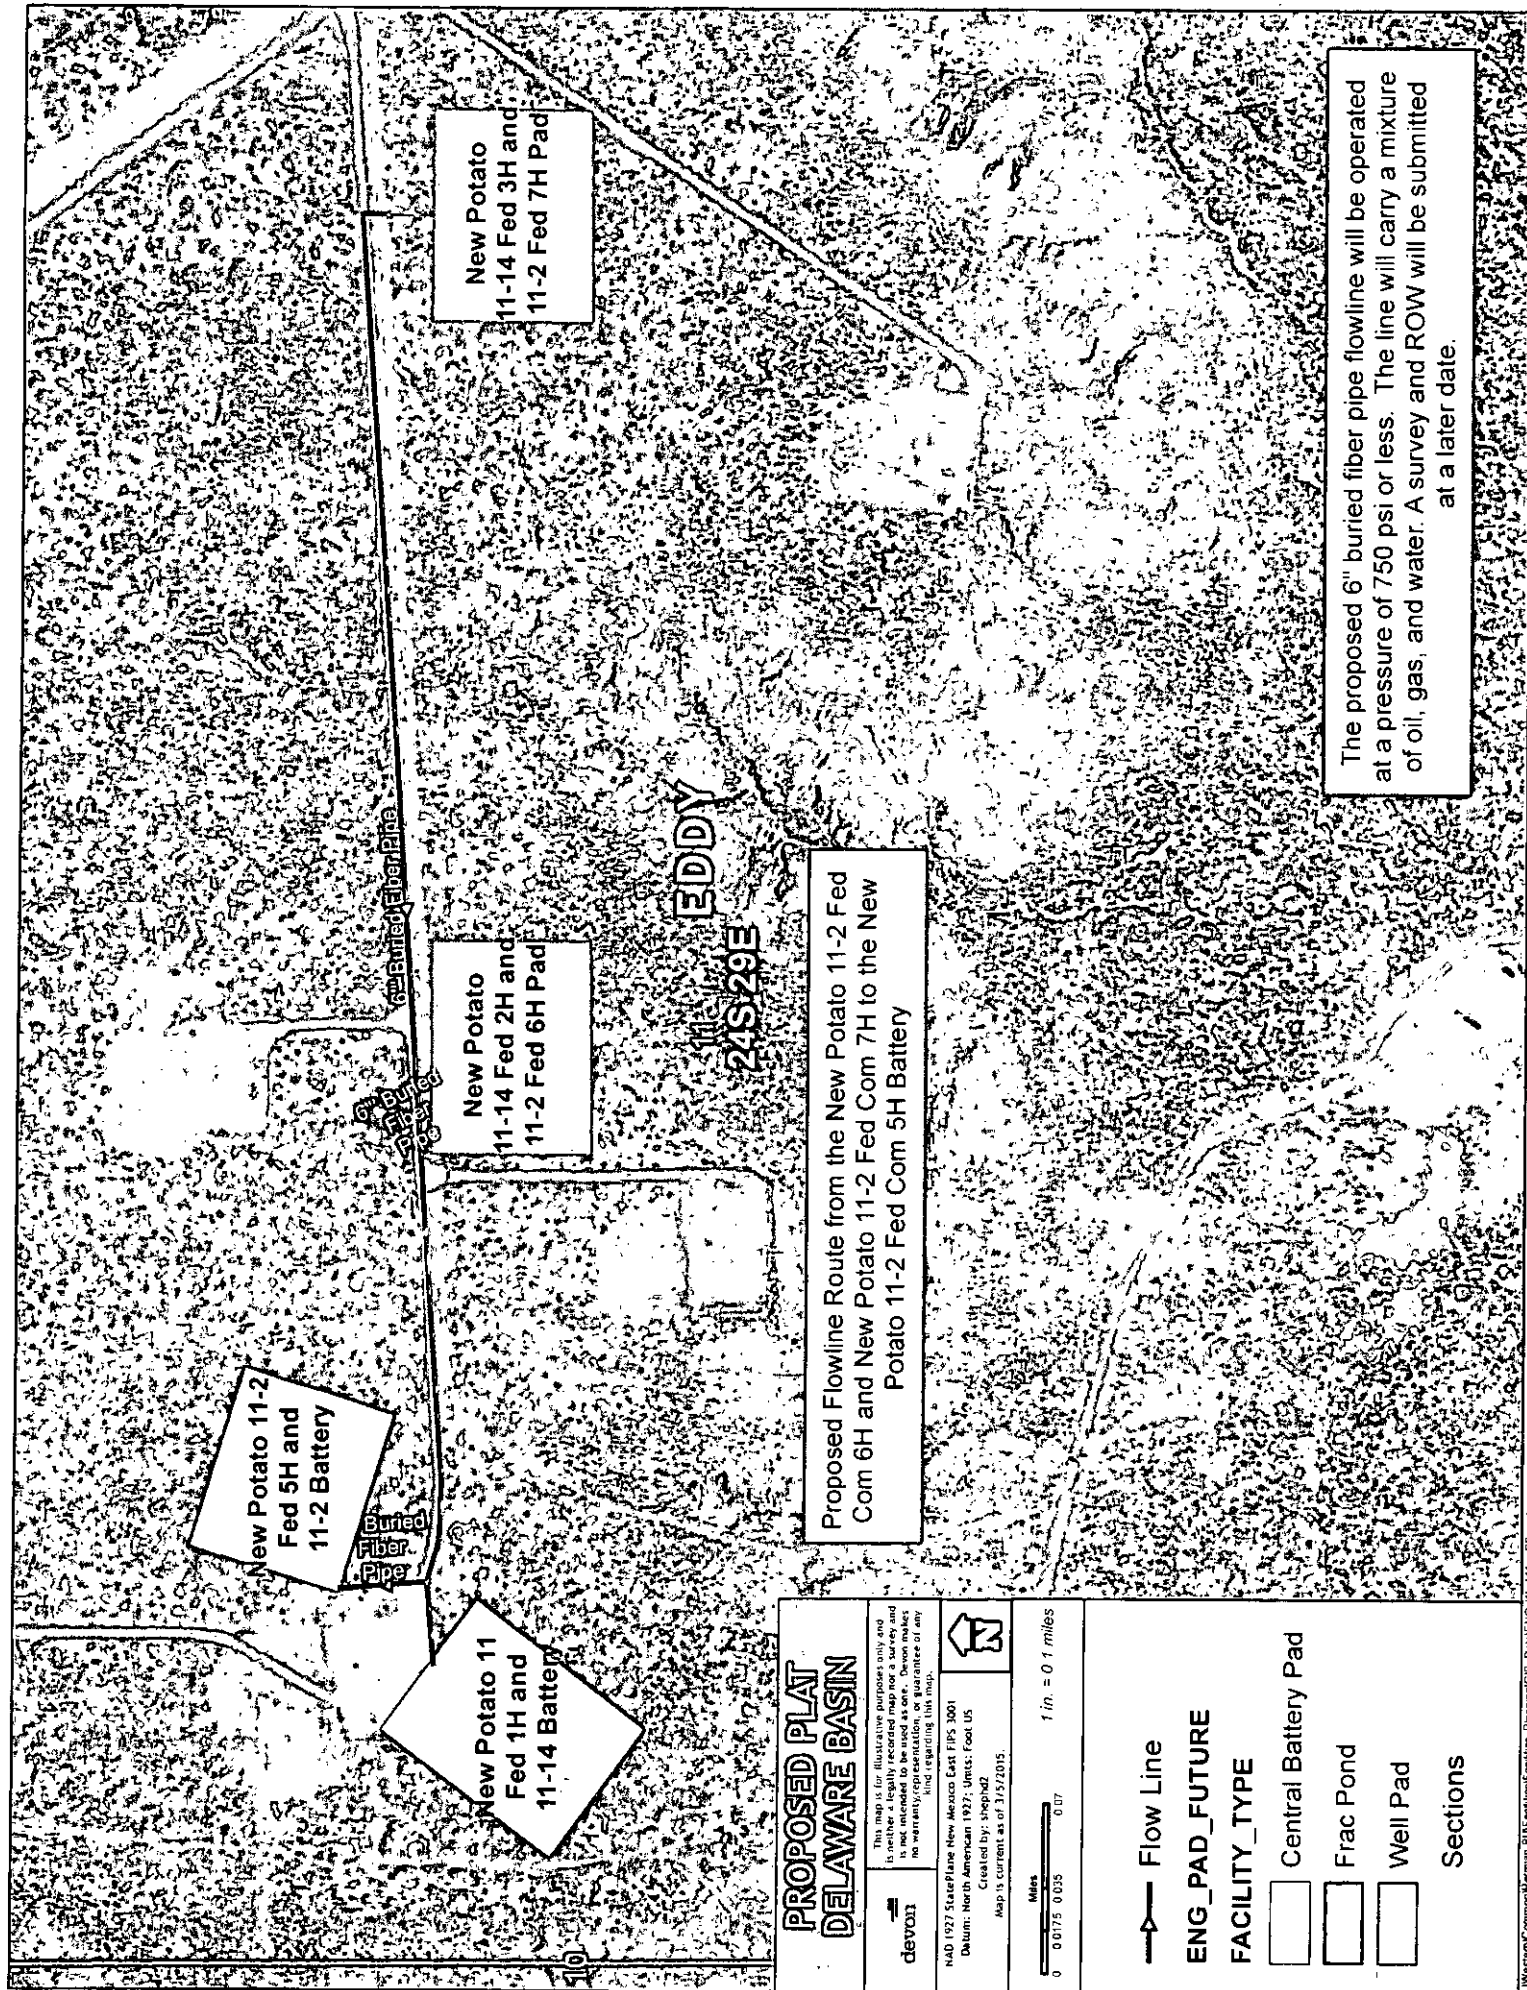 New Potato 11-2
Fed 5H and
11-2 Battery
Buried
Fiber
Pipe
New Potato 11
Fed 1H and
11-14 Battery
6" Buried
Fiber
Pipe
6" Buried Fiber Pipe
New Potato
11-14 Fed 2H and
11-2 Fed 6H Pad
New Potato
11-14 Fed 3H and
11-2 Fed 7H Pad
EDDY
11
24S-29E
10
Proposed Flowline Route from the New Potato 11-2 Fed
Com 6H and New Potato 11-2 Fed Com 7H to the New
Potato 11-2 Fed Com 5H Battery
The proposed 6" buried fiber pipe flowline will be operated
at a pressure of 750 psi or less. The line will carry a mixture
of oil, gas, and water. A survey and ROW will be submitted
at a later date.
PROPOSED PLAT
DELAWARE BASIN
devon
This map is for illustrative purposes only and
is neither a legally recorded map nor a survey and
is not intended to be used as one. Devon makes
no warranty, representation, or guarantee of any
kind regarding this map.
NAD 1927 StatePlane New Mexico East FIPS 3001
Datum: North American 1927; Units: Foot US
Created by: shephd2
Map is current as of 3/5/2015.
N
Miles
0 0.0175 0.035 0.07
1 in. = 0.1 miles
Flow Line
ENG_PAD_FUTURE
FACILITY_TYPE
Central Battery Pad
Frac Pond
Well Pad
Sections